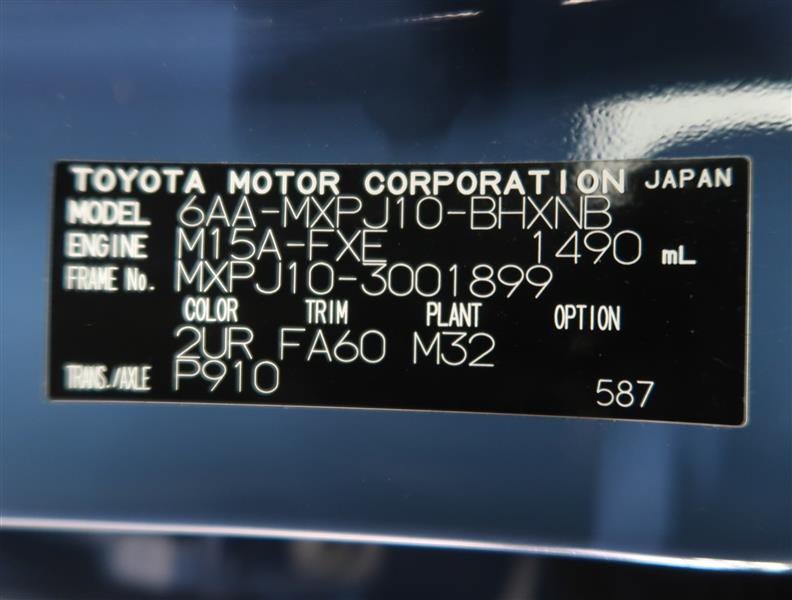 TOYOTA MOTOR CORPORATION JAPAN
MODEL 6AA-MXPJ10-BHXNB
ENGINE M15A-FXE 1490 mL
FRAME No. MXPJ10-3001899
COLOR TRIM PLANT OPTION
2UR FA60 M32
TRANS./AXLE P910
587